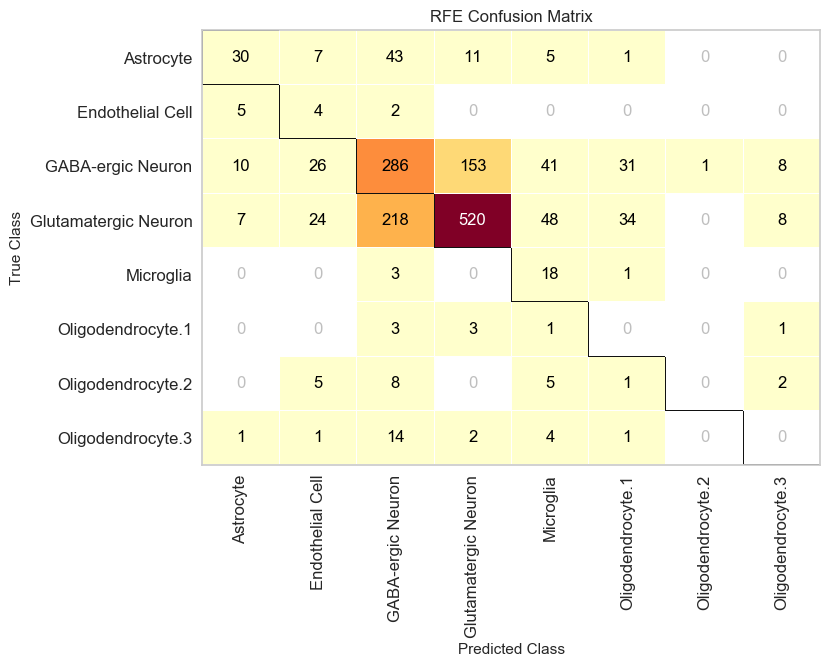 RFE Confusion Matrix
True Class
Astrocyte 30 7 43 11 5 1 0 0
Endothelial Cell 5 4 2 0 0 0 0 0
GABA-ergic Neuron 10 26 286 153 41 31 1 8
Glutamatergic Neuron 7 24 218 520 48 34 0 8
Microglia 0 0 3 0 18 1 0 0
Oligodendrocyte.1 0 0 3 3 1 0 0 1
Oligodendrocyte.2 0 5 8 0 5 1 0 2
Oligodendrocyte.3 1 1 14 2 4 1 0 0
Astrocyte
Endothelial Cell
GABA-ergic Neuron
Glutamatergic Neuron
Microglia
Oligodendrocyte.1
Oligodendrocyte.2
Oligodendrocyte.3
Predicted Class